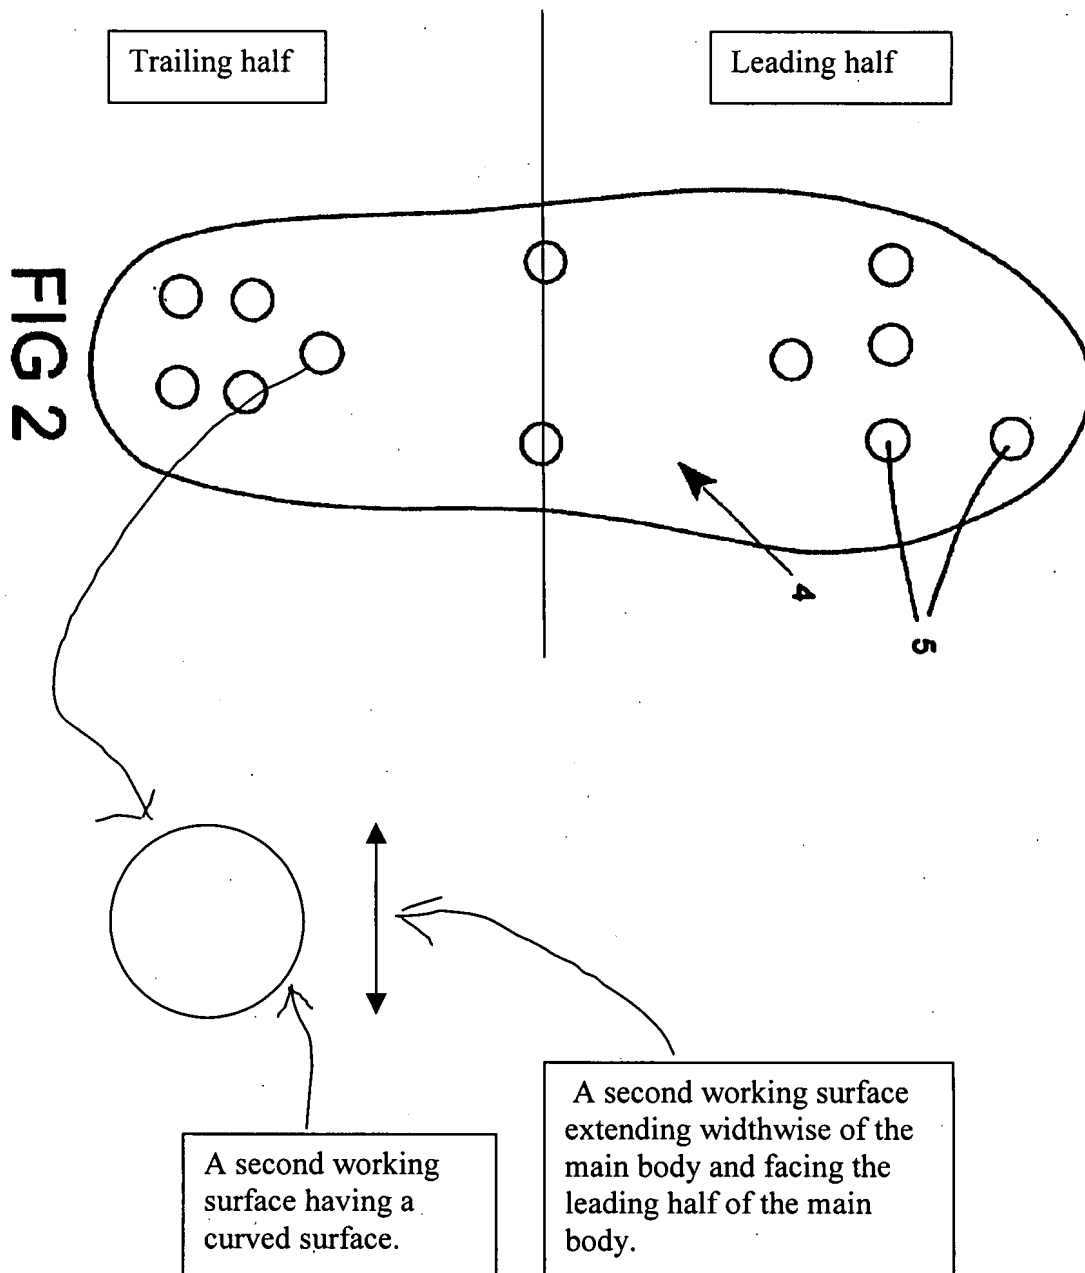 Trailing half
Leading half
FIG 2
4
5
A second working
surface extending widthwise of the
main body and facing the
leading half of the main
body.
A second working
surface having a
curved surface.